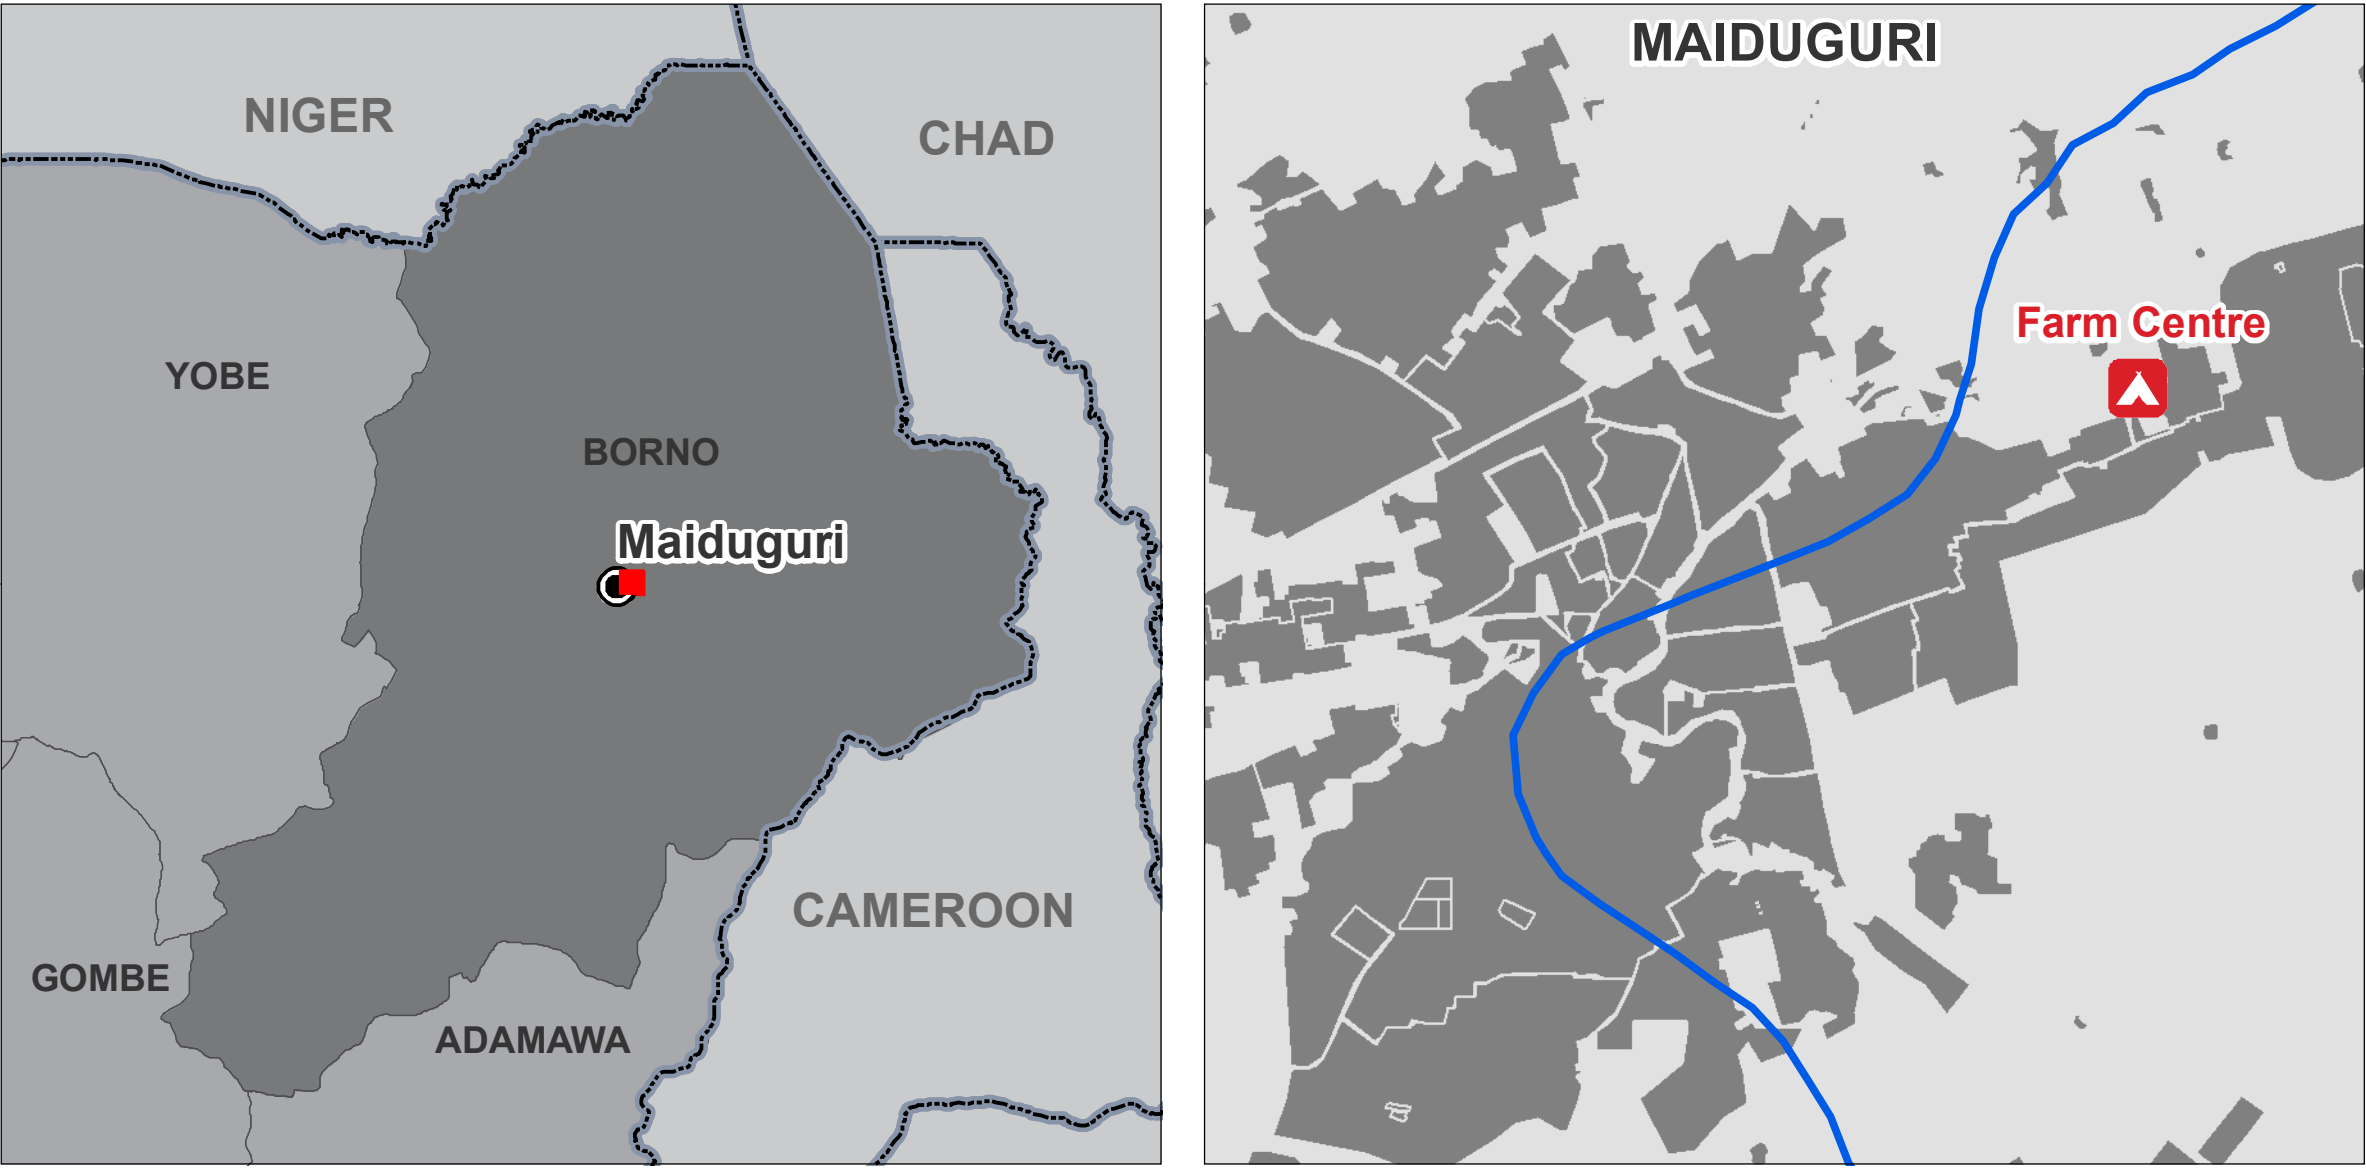 NIGER
CHAD
YOBE
BORNO
Maiduguri
CAMEROON
GOMBE
ADAMAWA
MAIDUGURI
Farm Centre